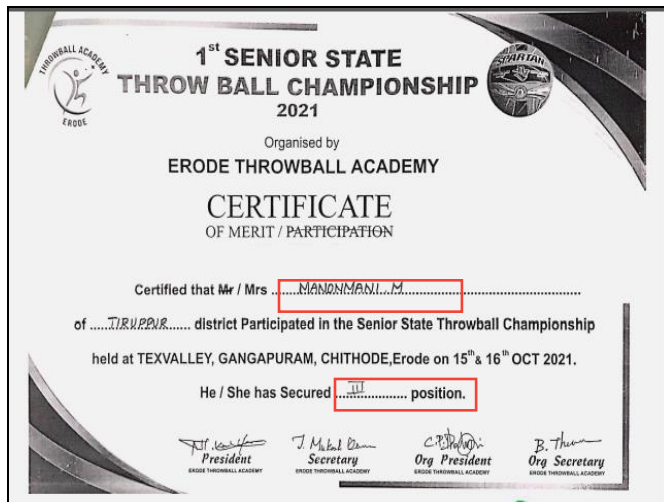 THROWBALL ACADEMY
ERODE
SPARTAN
1st SENIOR STATE
THROW BALL CHAMPIONSHIP
2021
Organised by
ERODE THROWBALL ACADEMY
CERTIFICATE
OF MERIT / PARTICIPATION
Certified that Mr / Mrs ...MANONMANI..M...
of .....TIRUPPUR...... district Participated in the Senior State Throwball Championship
held at TEXVALLEY, GANGAPURAM, CHITHODE,Erode on 15th & 16th OCT 2021.
He / She has Secured ...III............ position.
President Secretary Org President Org Secretary
ERODE THROWBALL ACADEMY ERODE THROWBALL ACADEMY ERODE THROWBALL ACADEMY ERODE THROWBALL ACADEMY